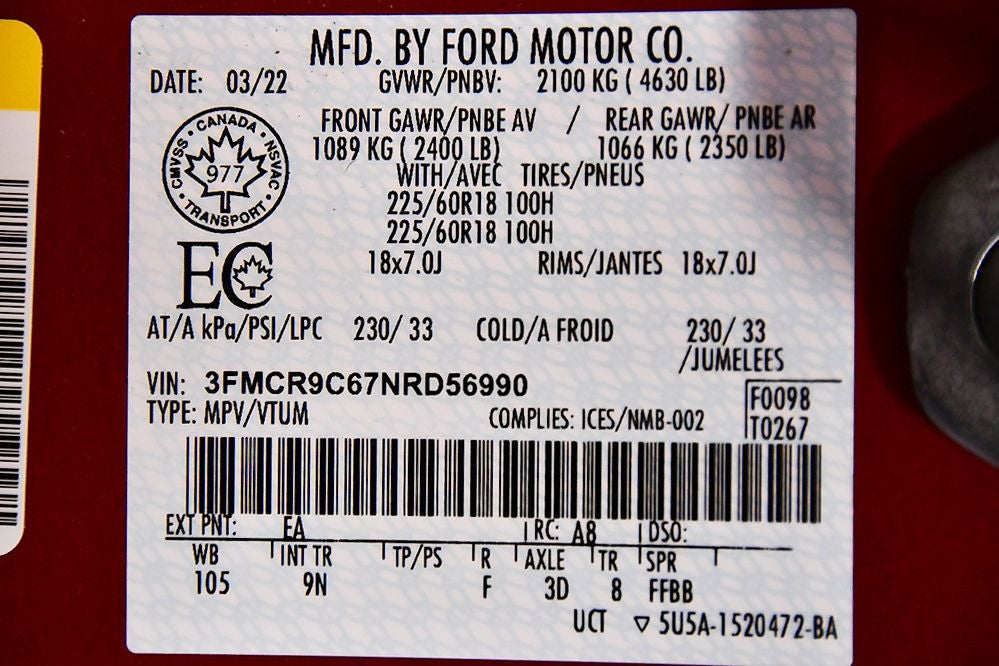 MFD. BY FORD MOTOR CO.
DATE: 03/22 GVWR/PNBV: 2100 KG ( 4630 LB)
FRONT GAWR/PNBE AV / REAR GAWR/ PNBE AR
1089 KG ( 2400 LB) 1066 KG ( 2350 LB)
WITH/AVEC TIRES/PNEUS
225/60R18 100H
225/60R18 100H
18x7.0J RIMS/JANTES 18x7.0J
CANADA
CMVSS 977 NSVAC
TRANSPORT
EC
AT/A kPa/PSI/LPC 230/ 33 COLD/A FROID 230/ 33
/JUMELEES
VIN: 3FMCR9C67NRD56990
F0098
TYPE: MPV/VTUM COMPLIES: ICES/NMB-002
T0267
EXT PNT: EA RC: A8 DSO:
WB INT TR TP/PS R AXLE TR SPR
105 9N F 3D 8 FFBB
UCT ▽ 5U5A-1520472-BA